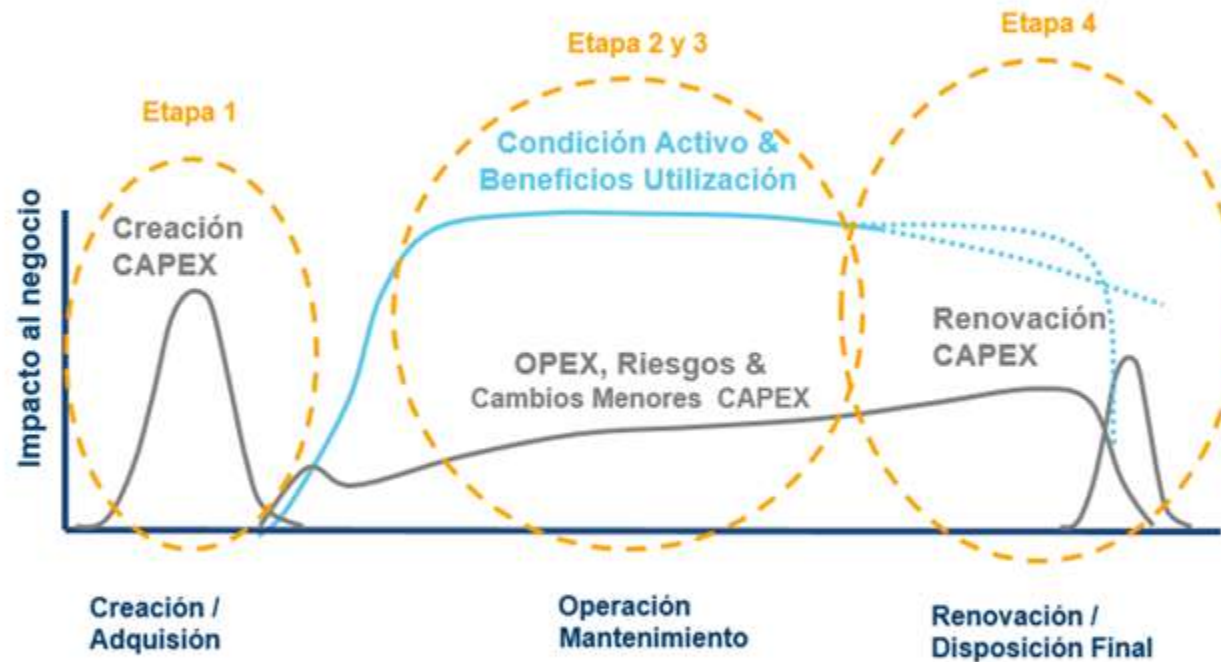 Etapa 1
Etapa 2 y 3
Etapa 4
Impacto al negocio
Creación
CAPEX
Condición Activo &
Beneficios Utilización
OPEX, Riesgos &
Cambios Menores CAPEX
Renovación
CAPEX
Creación /
Adquisión
Operación
Mantenimiento
Renovación /
Disposición Final